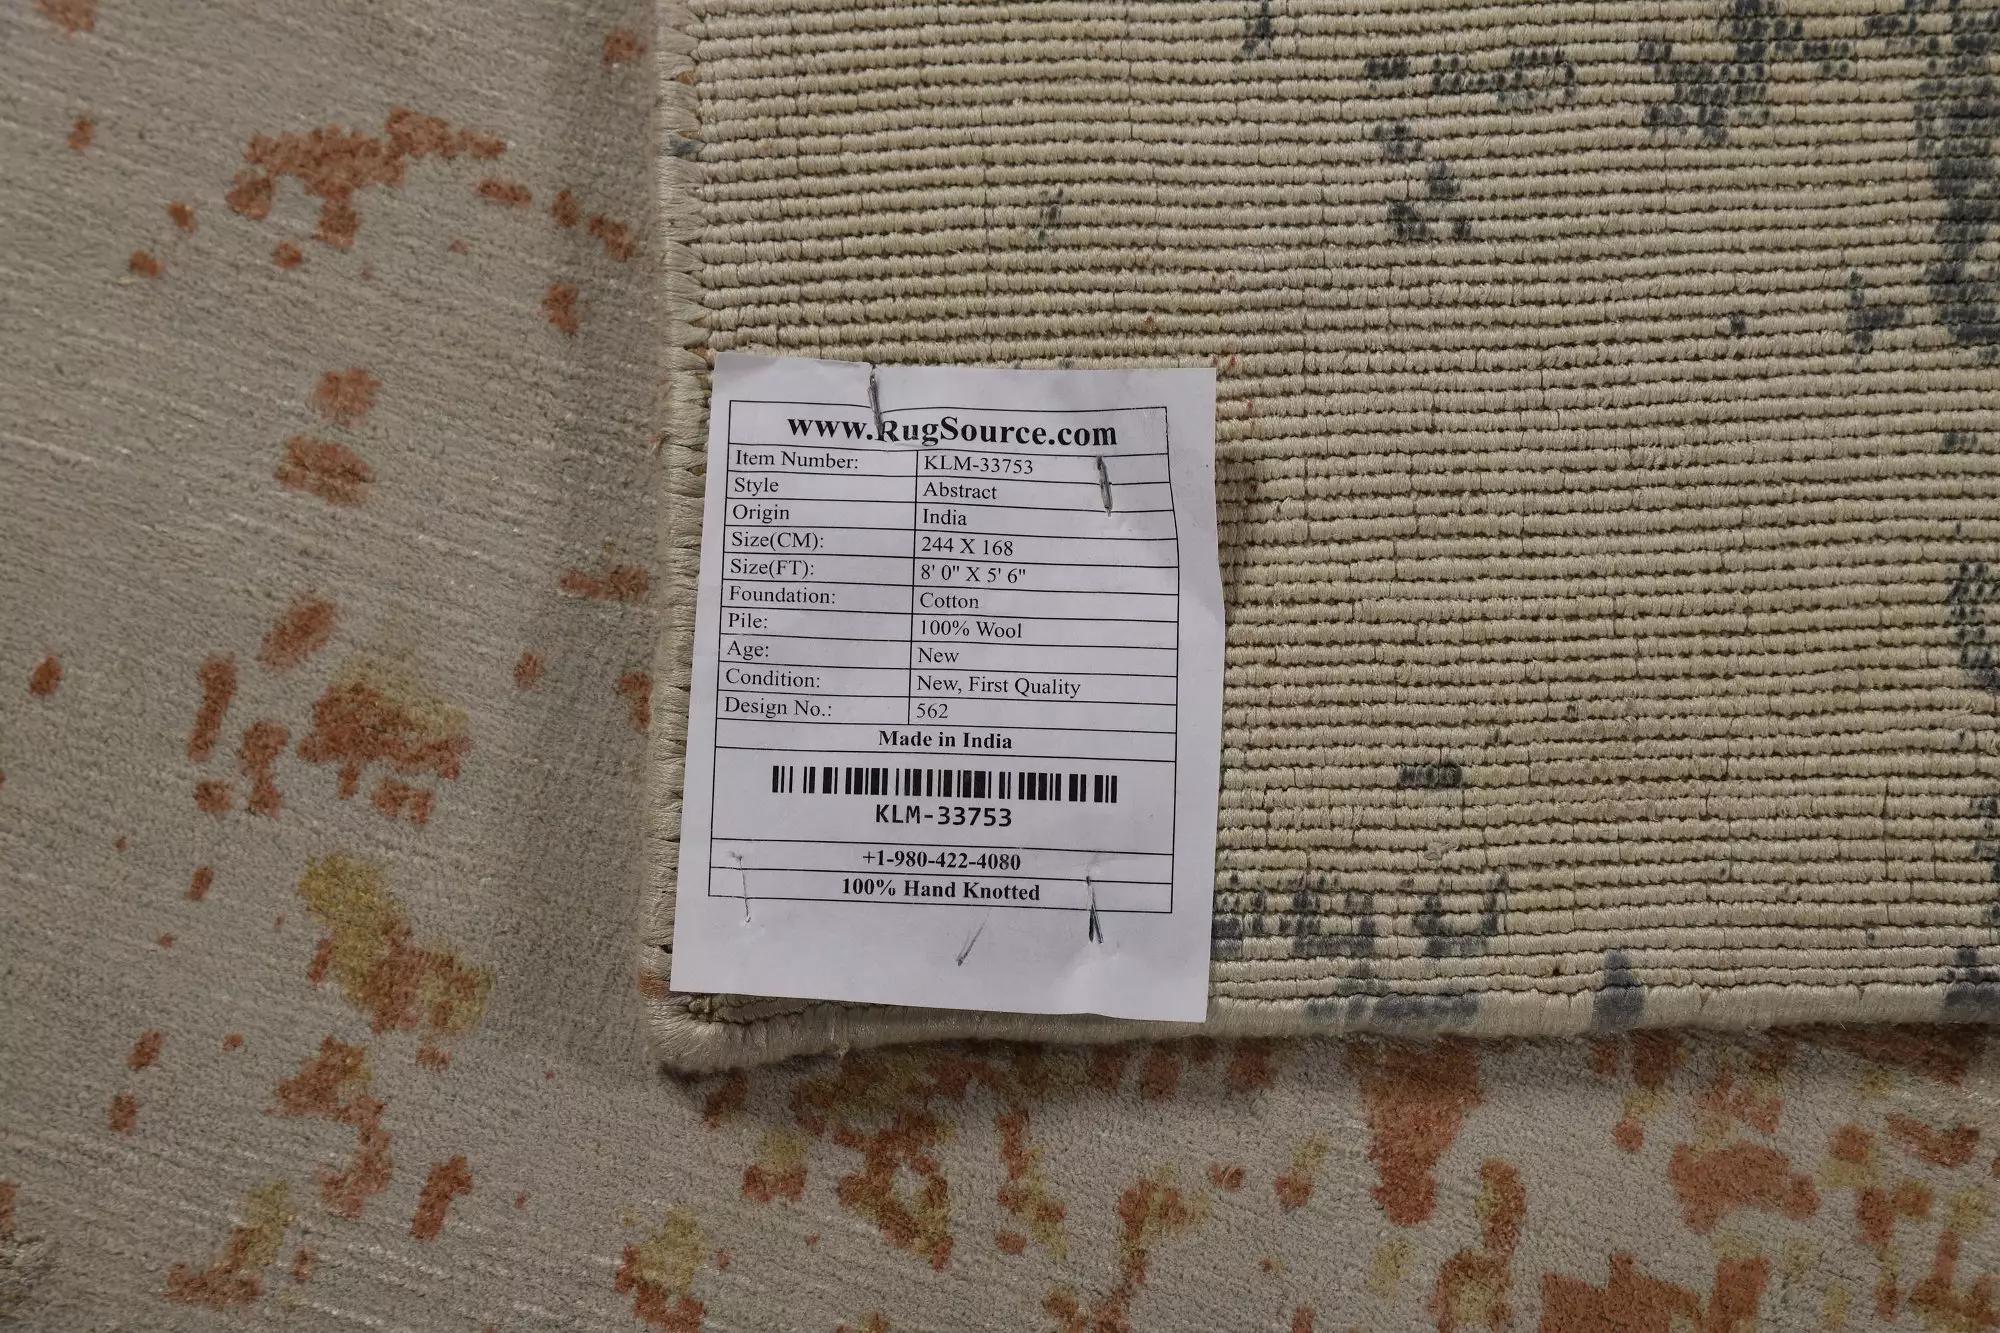 www.RugSource.com
Item Number: KLM-33753
Style Abstract
Origin India
Size(CM): 244 X 168
Size(FT): 8' 0" X 5' 6"
Foundation: Cotton
Pile: 100% Wool
Age: New
Condition: New, First Quality
Design No.: 562
Made in India
KLM-33753
+1-980-422-4080
100% Hand Knotted